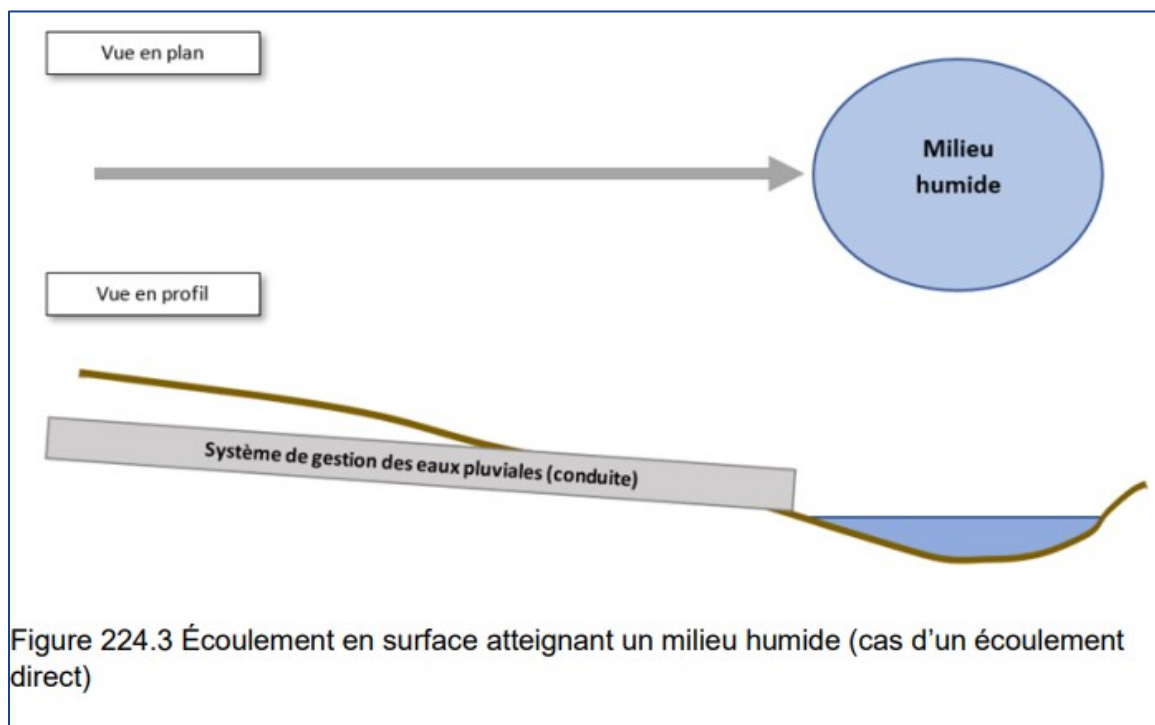 Vue en plan
Milieu
humide
Vue en profil
Système de gestion des eaux pluviales (conduite)
Figure 224.3 Écoulement en surface atteignant un milieu humide (cas d’un écoulement
direct)